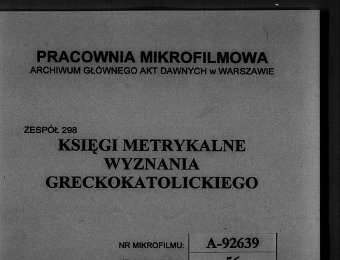 PRACOWNIA MIKROFILMOWA
ARCHIWUM GŁÓWNEGO AKT DAWNYCH w WARSZAWIE
ZESPÓŁ 298
KSIĘGI METRYKALNE
WYZNANIA
GRECKOKATOLICKIEGO
NR MIKROFILMU: A-92639